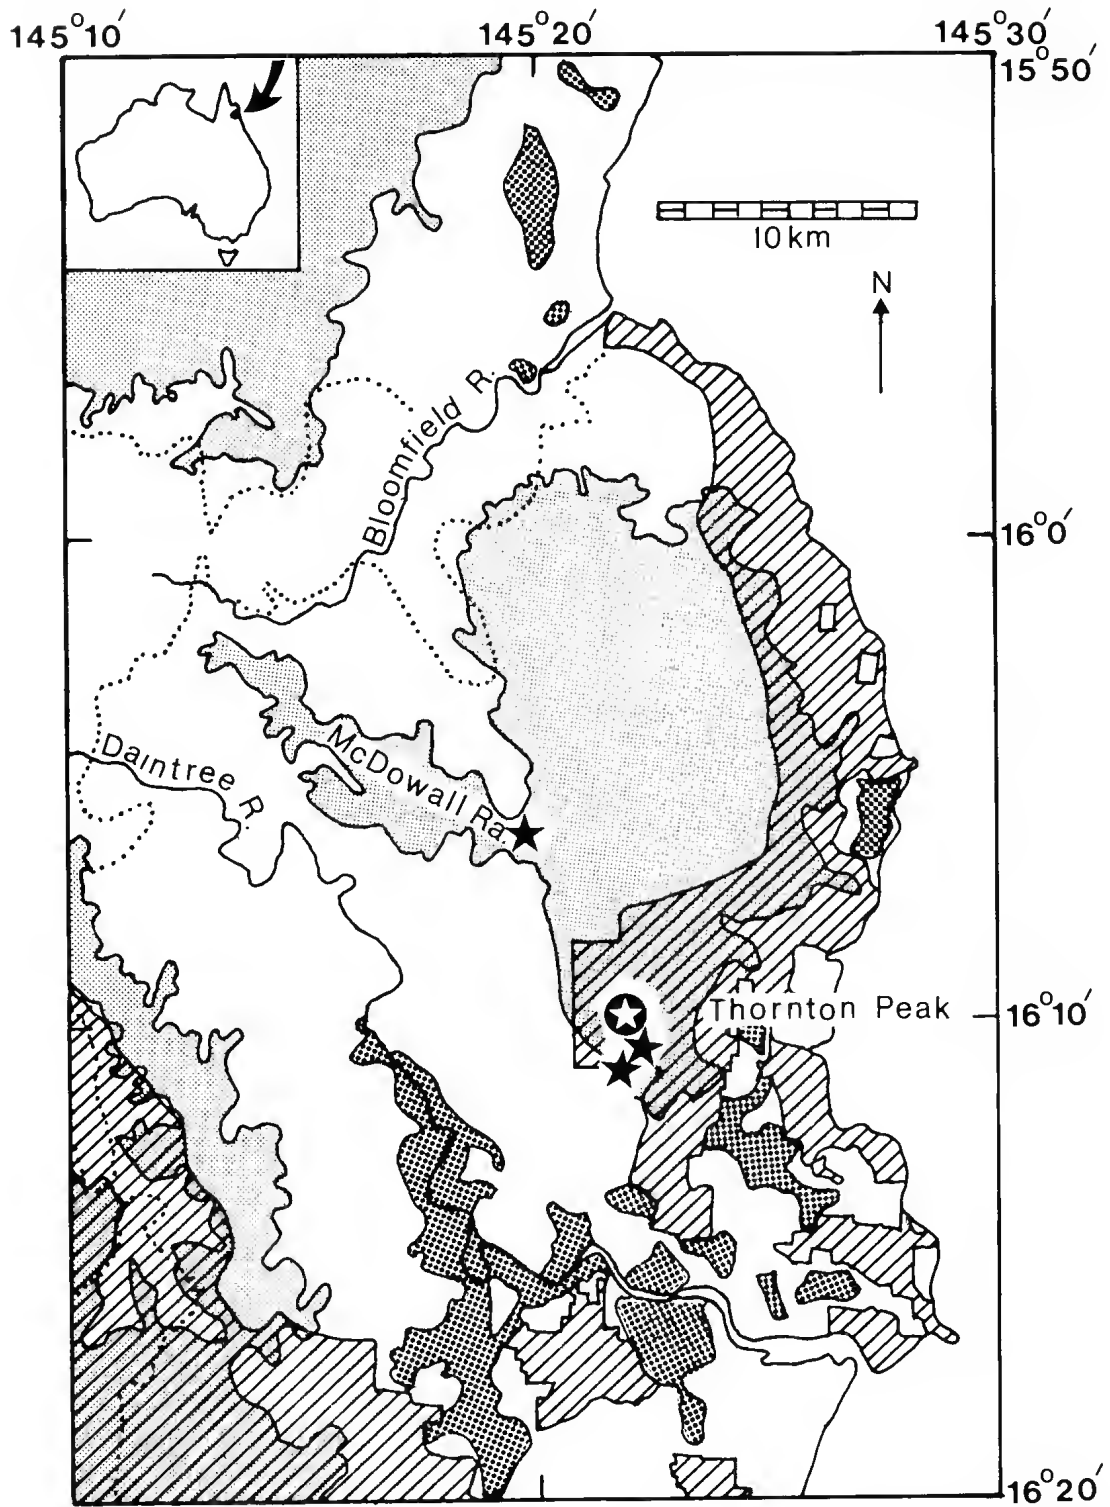 145°10′
145°20′
145°30′
15°50′
10 km
N
Bloomfield R.
16°0′
McDowall Ra.
Daintree R.
Thornton Peak
16°10′
16°20′